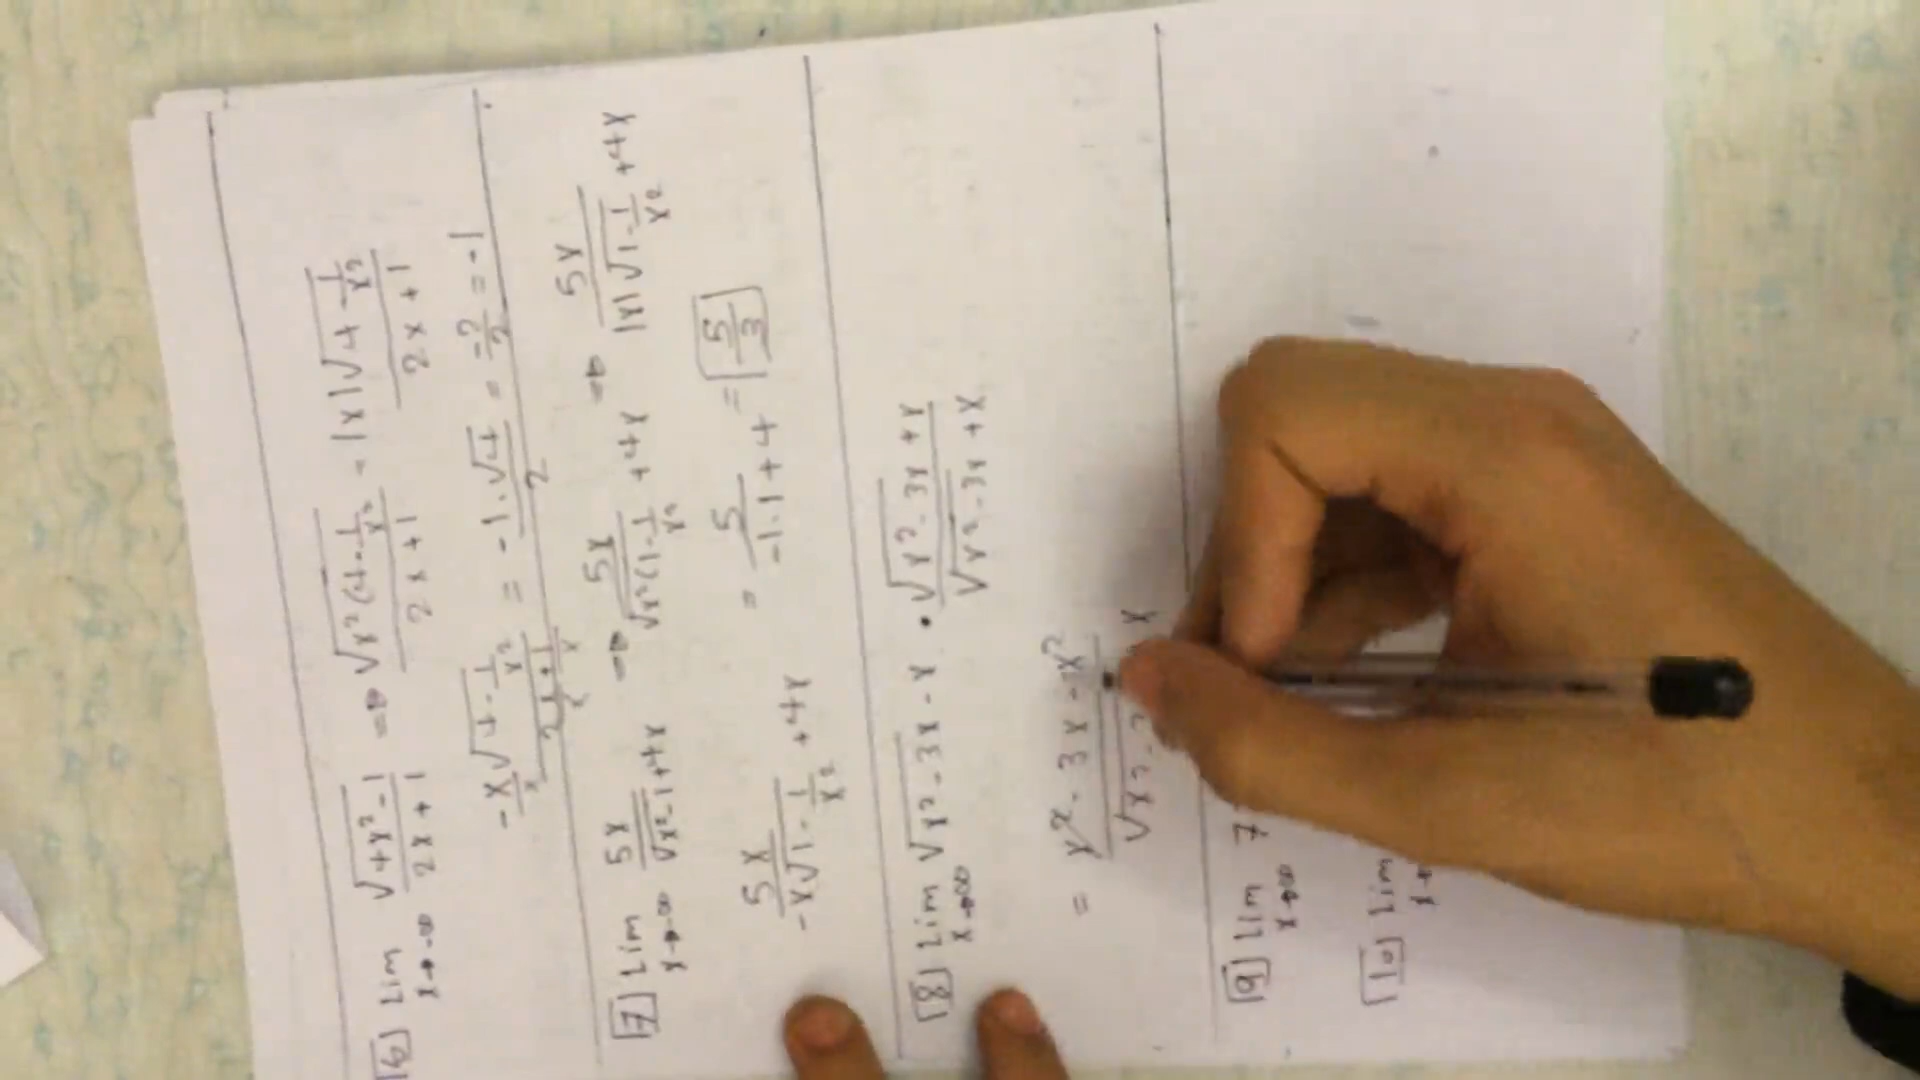 6) lim x→-∞ √(4x²-1) / (2x+1) ⇒ √(x²(4-1/x²)) / (2x+1) - |x|√(4-1/x²) / (2x+1)
-x/x √(4-1/x²) / (2x/x+1/x) = -1.√4 / 2 = -2/2 = -1
7) lim x→-∞ 5x / (√(x²-1)+4x) ⇒ 5x / (√(x²(1-1/x²)) +4x) ⇒ 5x / (|x|√(1-1/x²) +4x)
5x / (-x√(1-1/x²) +4x) = 5 / (-1.1+4) = 5/3
8) lim x→∞ √(x²-3x) - x • (√(x²-3x)+x) / (√(x²-3x)+x)
= (x²-3x-x²) / √x²- x
9) lim x→∞ 7
10) lim x→